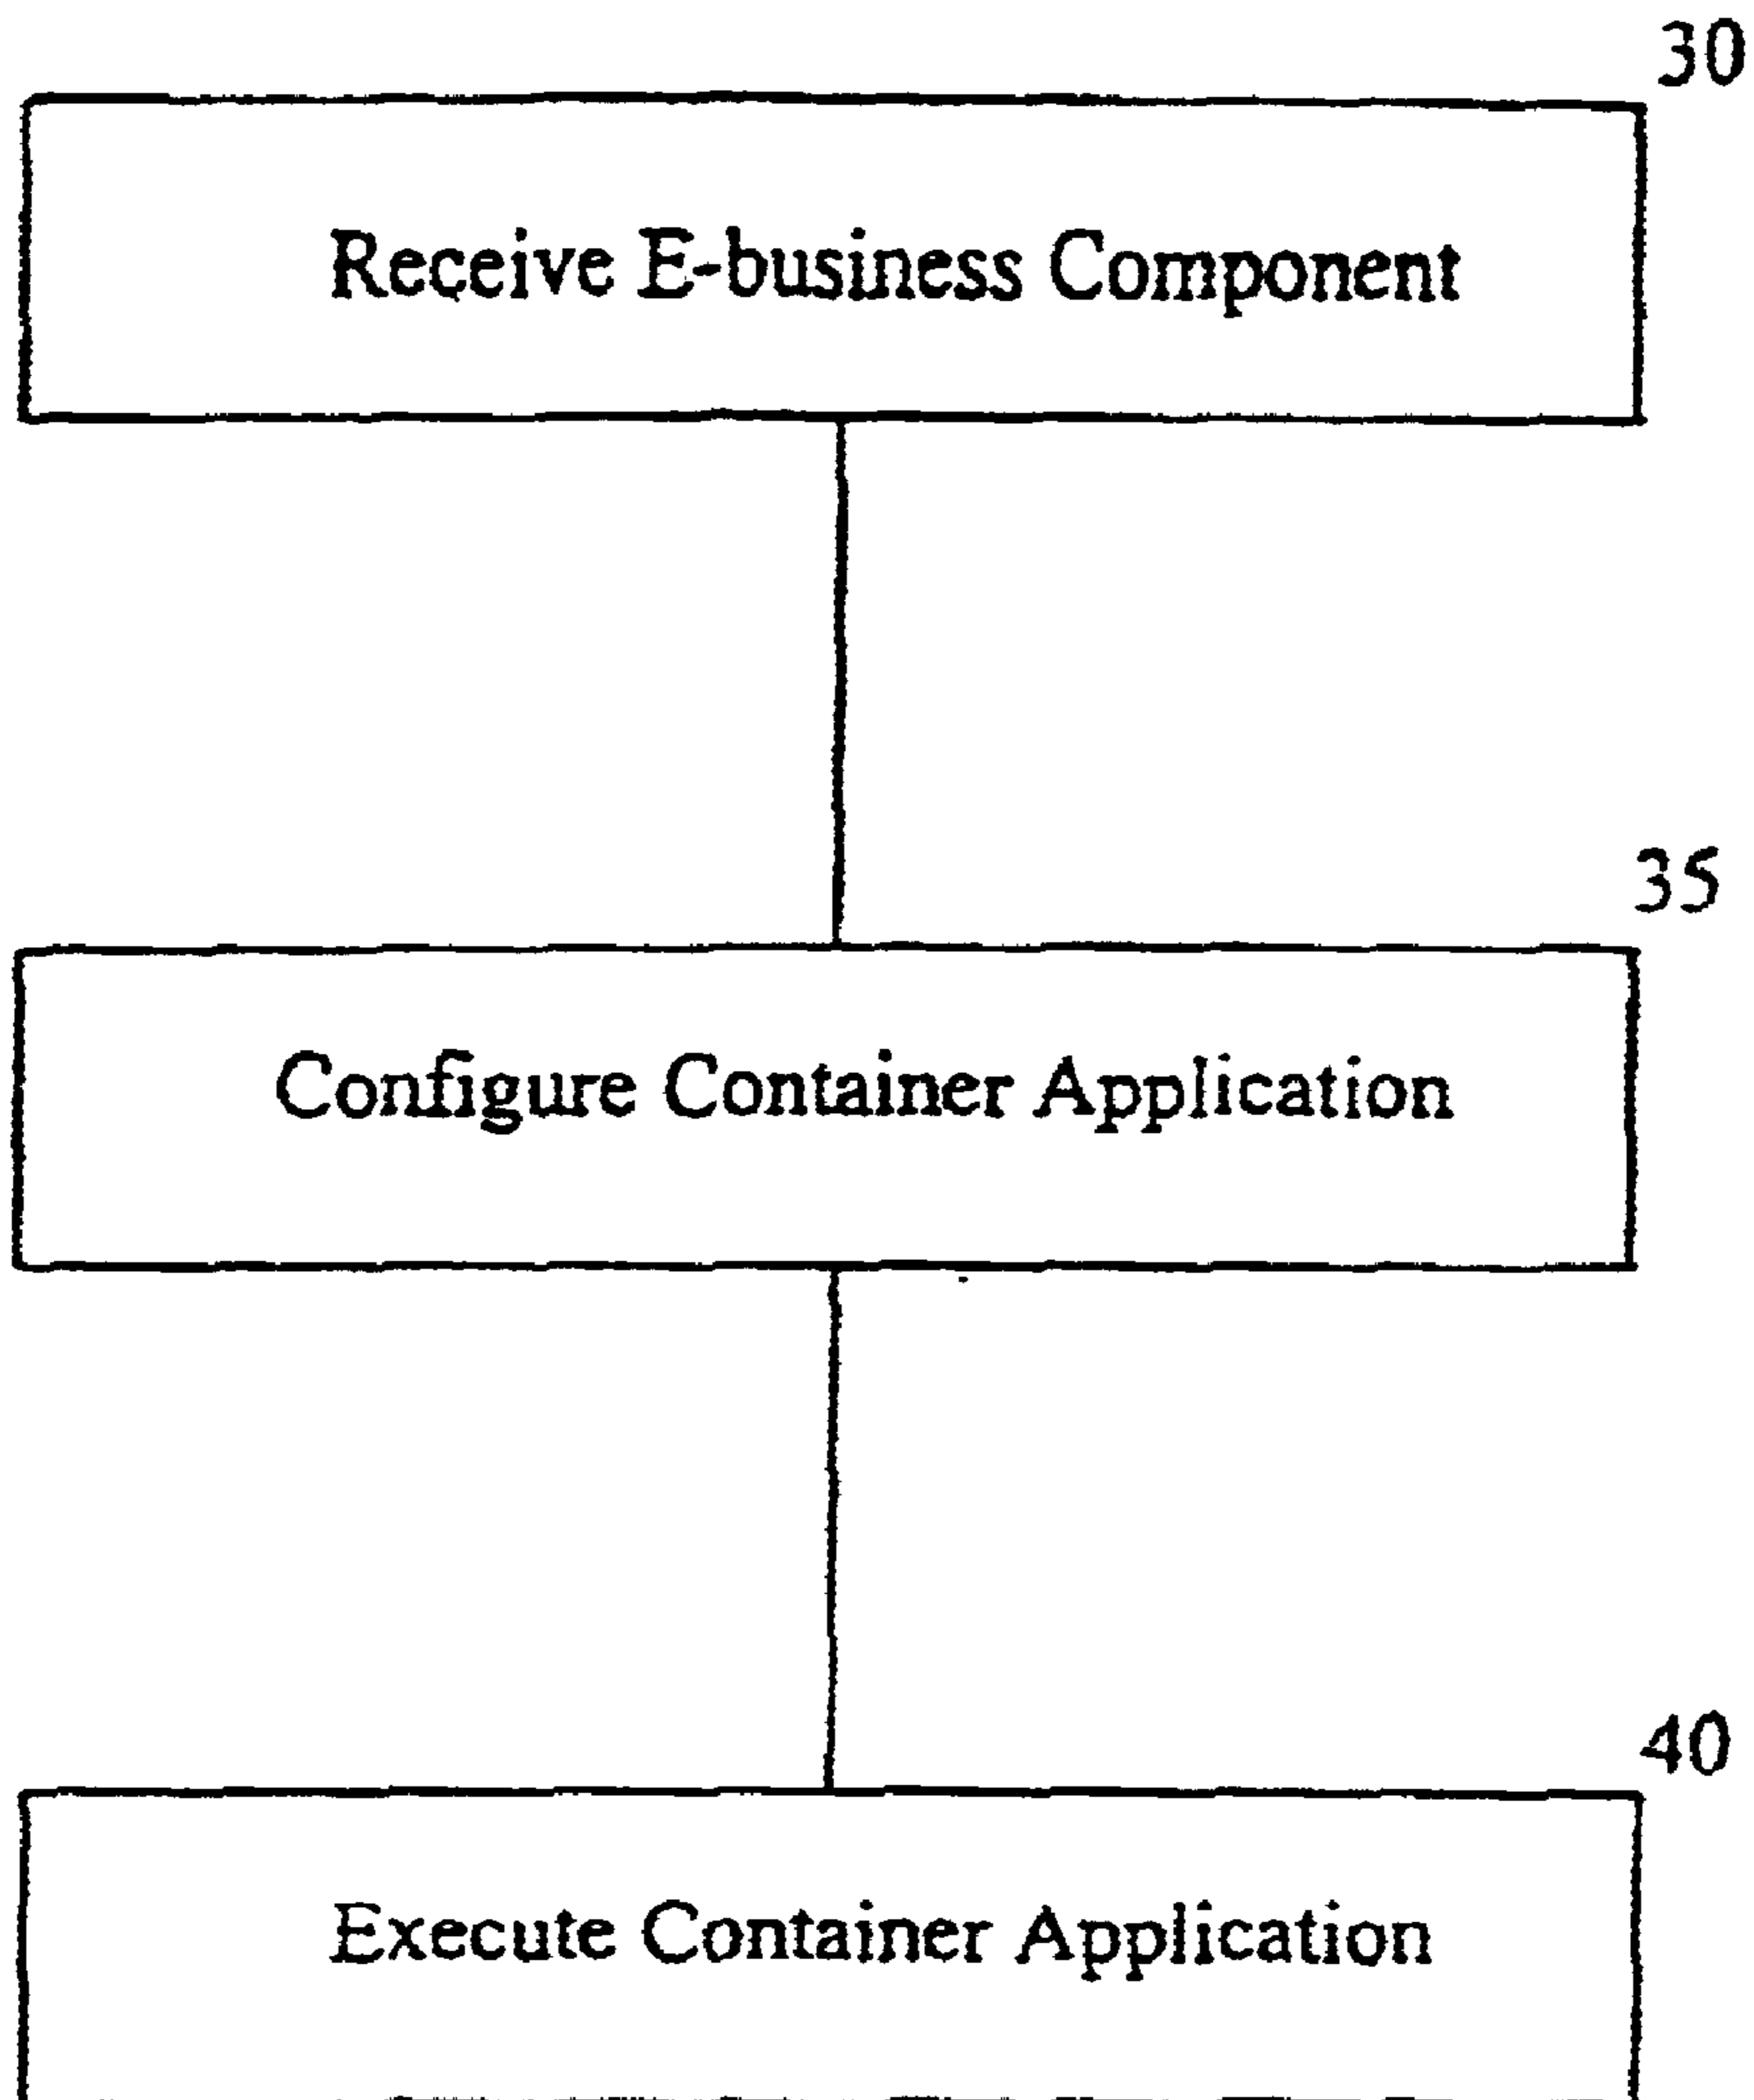 30
Receive E-business Component
35
Configure Container Application
40
Execute Container Application